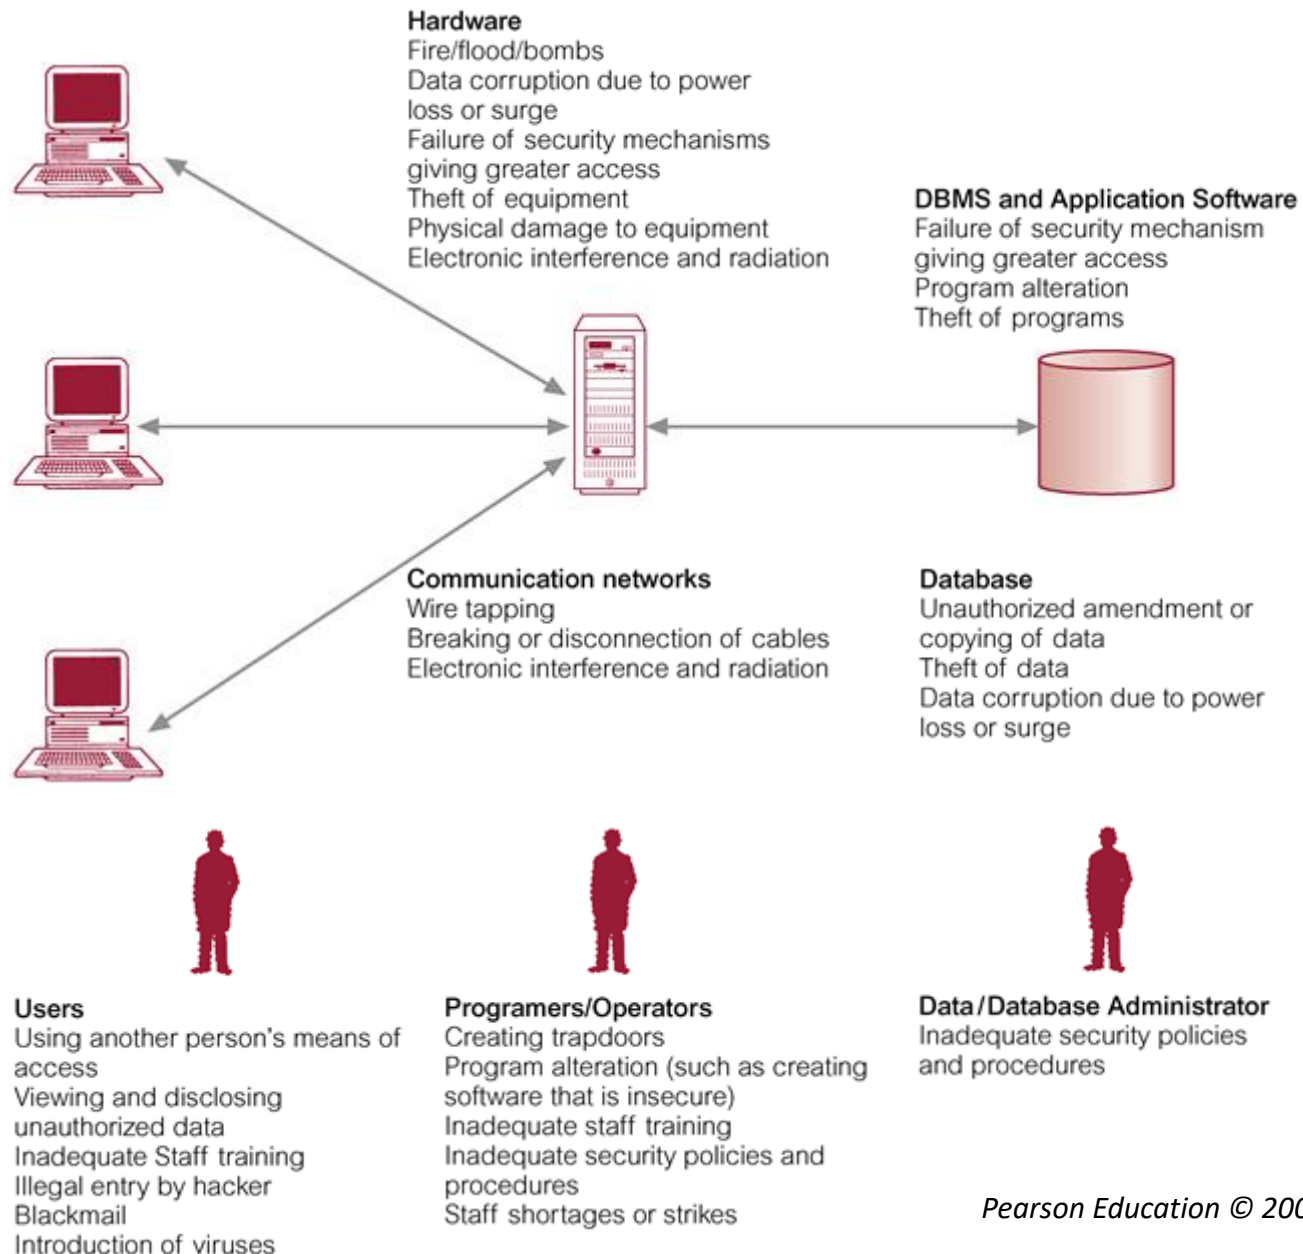 Hardware
Fire/flood/bombs
Data corruption due to power
loss or surge
Failure of security mechanisms
giving greater access
Theft of equipment
Physical damage to equipment
Electronic interference and radiation
DBMS and Application Software
Failure of security mechanism
giving greater access
Program alteration
Theft of programs
Communication networks
Wire tapping
Breaking or disconnection of cables
Electronic interference and radiation
Database
Unauthorized amendment or
copying of data
Theft of data
Data corruption due to power
loss or surge
Users
Using another person's means of
access
Viewing and disclosing
unauthorized data
Inadequate Staff training
Illegal entry by hacker
Blackmail
Introduction of viruses
Programers/Operators
Creating trapdoors
Program alteration (such as creating
software that is insecure)
Inadequate staff training
Inadequate security policies and
procedures
Staff shortages or strikes
Data/Database Administrator
Inadequate security policies
and procedures
Pearson Education ©